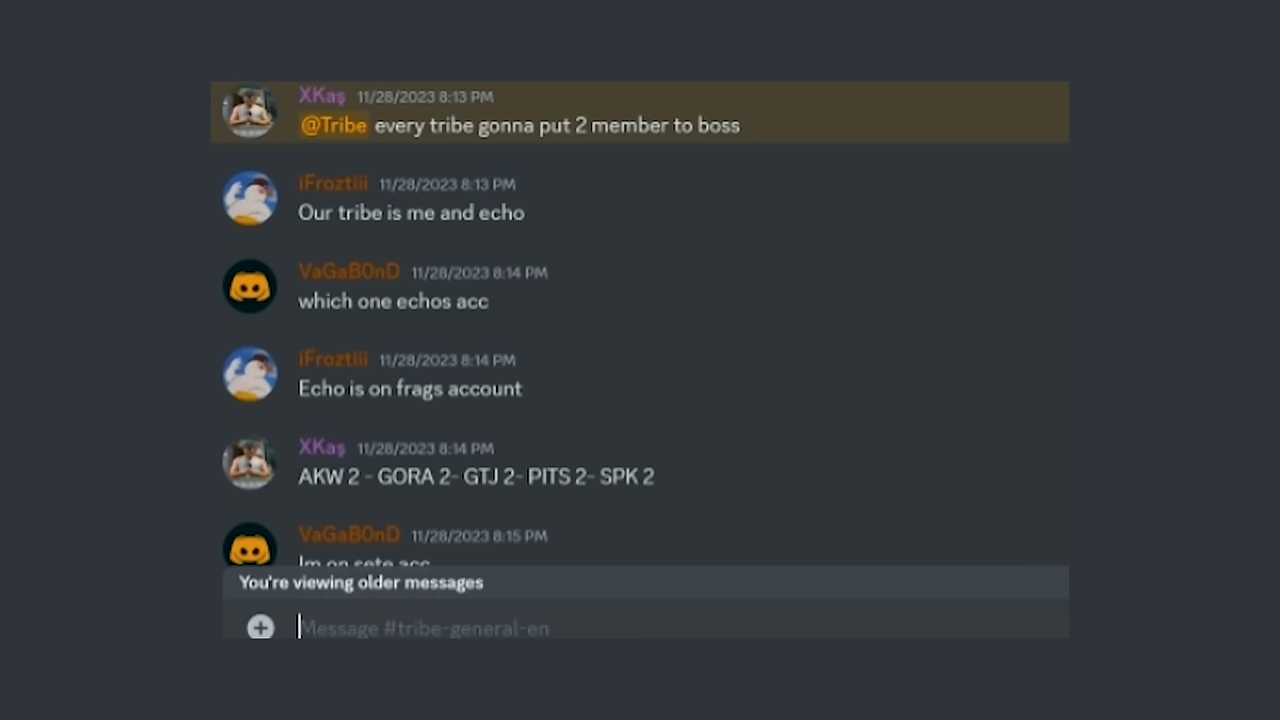 XKaş 11/28/2023 8:13 PM
@Tribe every tribe gonna put 2 member to boss
iFroztiii 11/28/2023 8:13 PM
Our tribe is me and echo
VaGaB0nD 11/28/2023 8:14 PM
which one echos acc
iFroztiii 11/28/2023 8:14 PM
Echo is on frags account
XKaş 11/28/2023 8:14 PM
AKW 2 - GORA 2- GTJ 2- PITS 2- SPK 2
VaGaB0nD 11/28/2023 8:15 PM
Im on sete acc
You're viewing older messages
Message #tribe-general-en